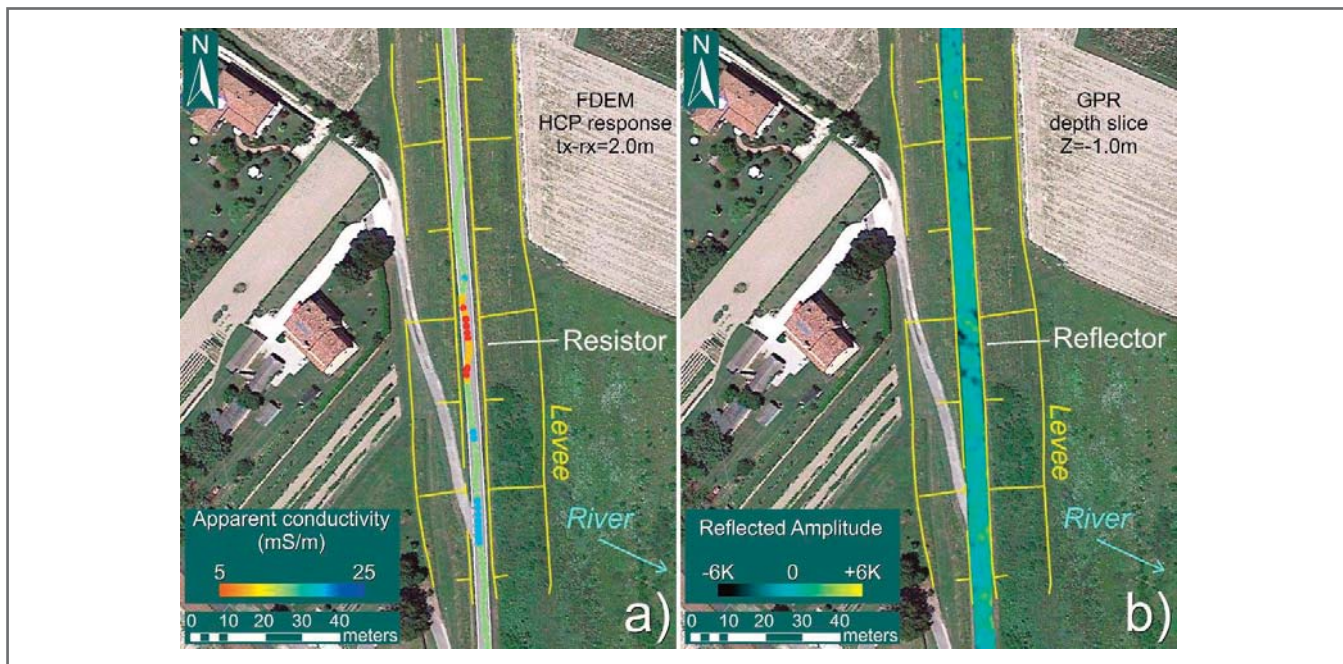 N
FDEM
HCP response
tx-rx=2.0m
Resistor
Levee
River
Apparent conductivity
(mS/m)
5 25
0 10 20 30 40
meters
a)
N
GPR
depth slice
Z=-1.0m
Reflector
Levee
River
Reflected Amplitude
-6K 0 +6K
0 10 20 30 40
meters
b)